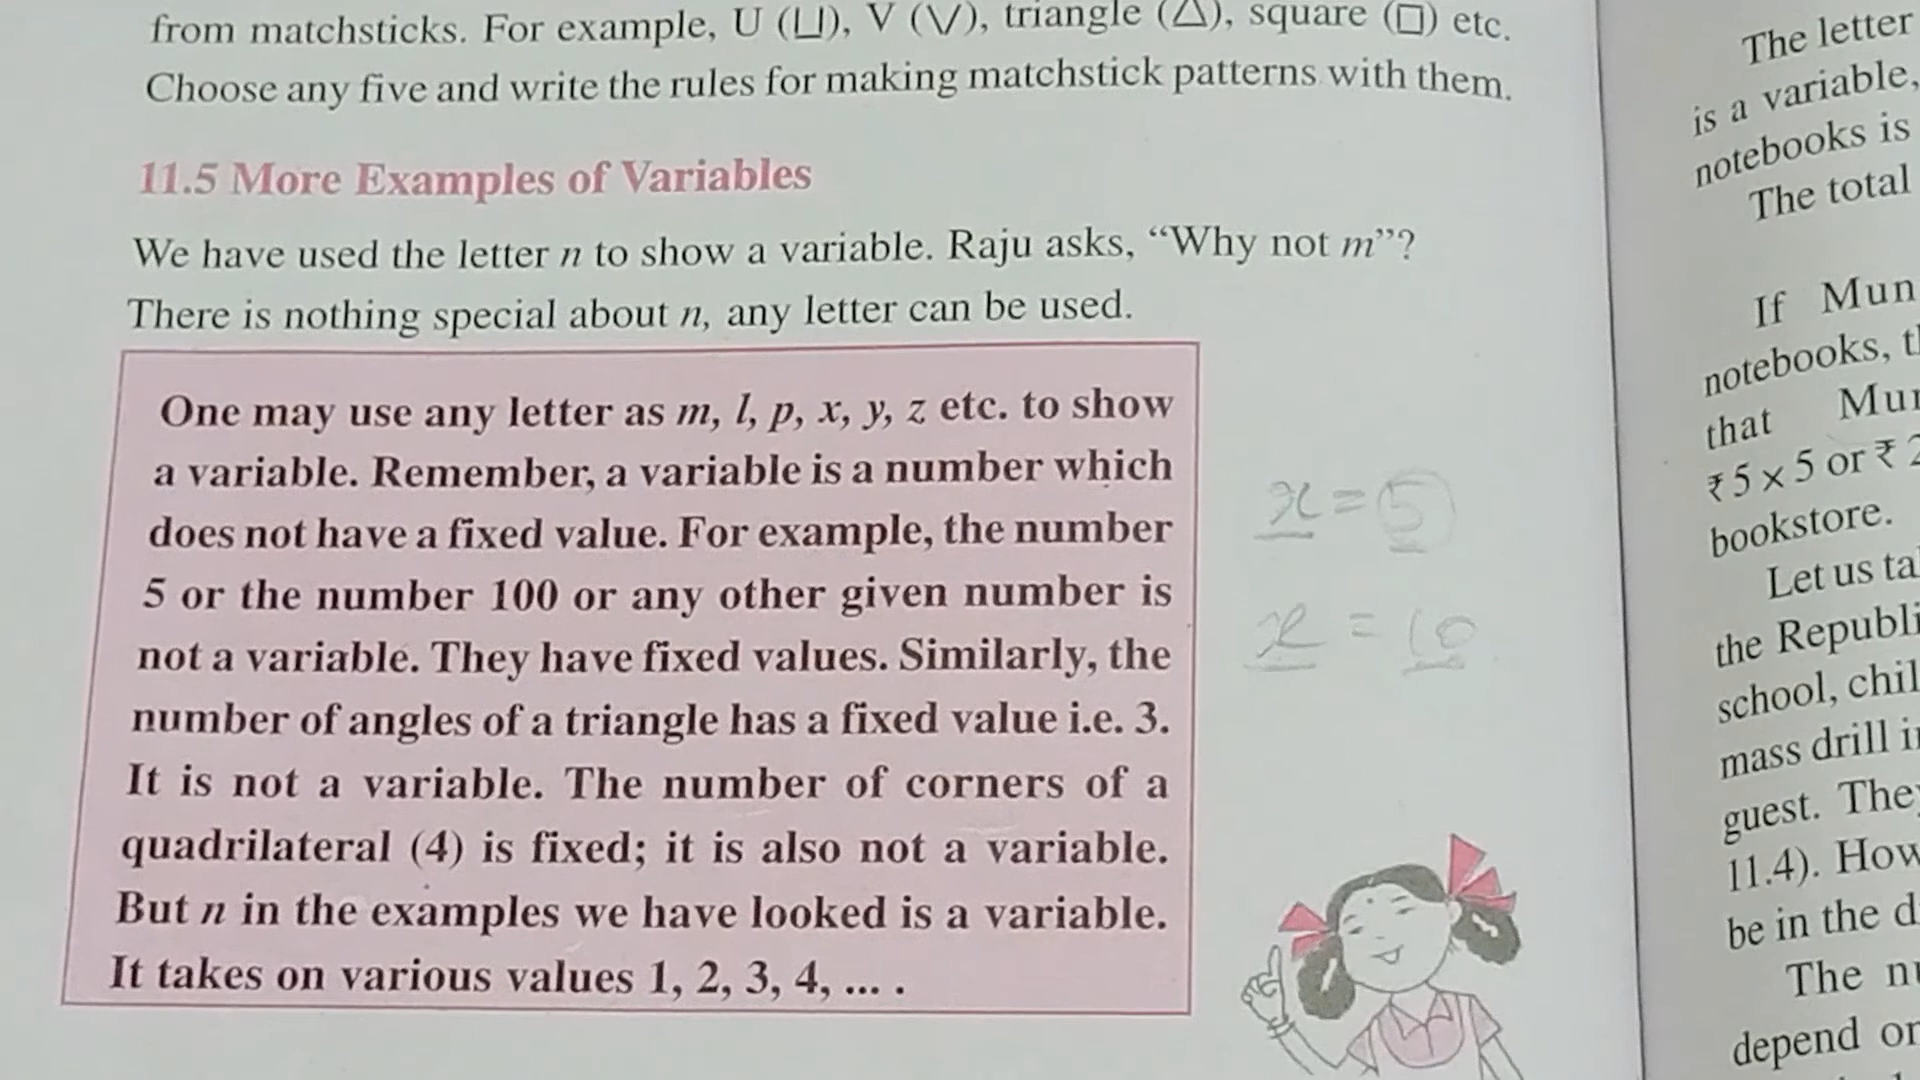 from matchsticks. For example, U (⊔), V (∨), triangle (△), square (□) etc.
Choose any five and write the rules for making matchstick patterns with them.
11.5 More Examples of Variables
We have used the letter n to show a variable. Raju asks, “Why not m”?
There is nothing special about n, any letter can be used.
One may use any letter as m, l, p, x, y, z etc. to show
a variable. Remember, a variable is a number which
does not have a fixed value. For example, the number
5 or the number 100 or any other given number is
not a variable. They have fixed values. Similarly, the
number of angles of a triangle has a fixed value i.e. 3.
It is not a variable. The number of corners of a
quadrilateral (4) is fixed; it is also not a variable.
But n in the examples we have looked is a variable.
It takes on various values 1, 2, 3, 4, ... .
x = 5
x = 10
The letter
is a variable,
notebooks is
The total
If Mun
notebooks, t
that Mu
₹ 5 × 5 or ₹ 2
bookstore.
Let us ta
the Republi
school, chil
mass drill i
guest. They
11.4). How
be in the d
The nu
depend on